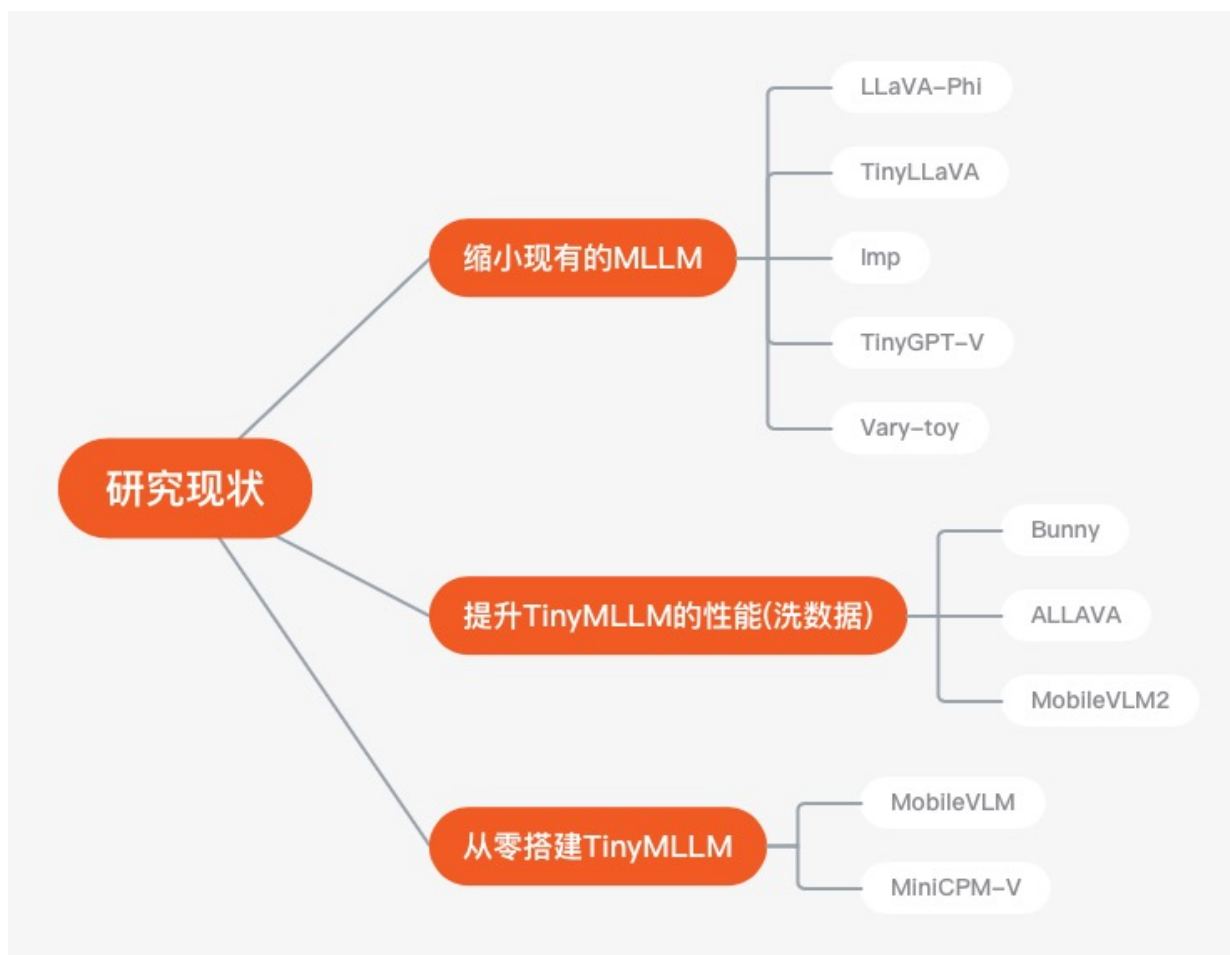 研究现状
缩小现有的MLLM
LLaVA-Phi
TinyLLaVA
Imp
TinyGPT-V
Vary-toy
提升TinyMLLM的性能(洗数据)
Bunny
ALLAVA
MobileVLM2
从零搭建TinyMLLM
MobileVLM
MiniCPM-V